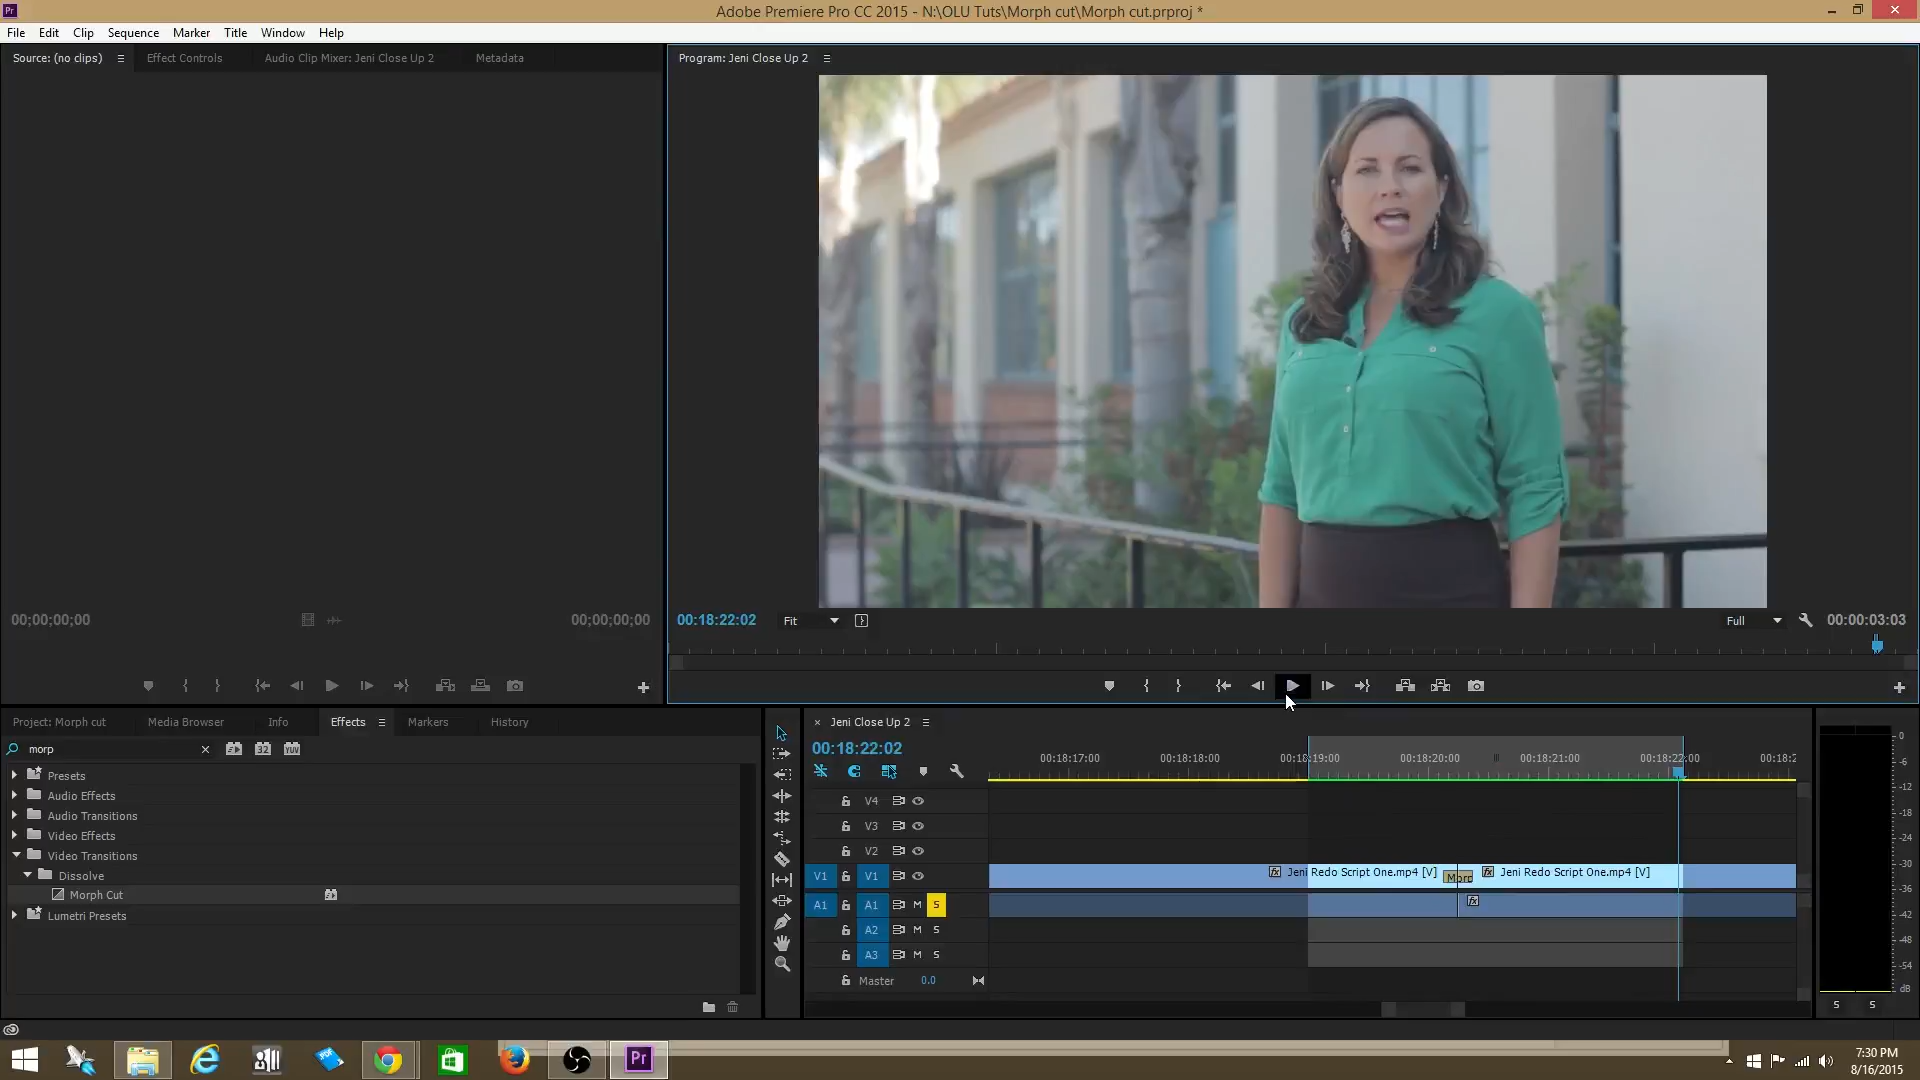 Adobe Premiere Pro CC 2015 - N:\OLU Tuts\Morph cut\Morph cut.prproj *
File Edit Clip Sequence Marker Title Window Help
Source: (no clips) Effect Controls Audio Clip Mixer: Jeni Close Up 2 Metadata
Program: Jeni Close Up 2
00;00;00;00 00;00;00;00
00:18:22:02 Fit Full 00:00:03:03
Project: Morph cut Media Browser Info Effects Markers History
morp
32 YUV
Presets
Audio Effects
Audio Transitions
Video Effects
Video Transitions
Dissolve
Morph Cut
Lumetri Presets
× Jeni Close Up 2
00:18:22:02
00:18:17:00 00:18:18:00 00:18:19:00 00:18:20:00 00:18:21:00 00:18:22:00 00:18:2
V4
V3
V2
V1 V1 fx Jeni Redo Script One.mp4 [V] Morp fx Jeni Redo Script One.mp4 [V]
A1 A1 M S fx
A2 M S
A3 M S
Master 0.0
0
-6
-12
-18
-24
-30
-36
-42
-48
-54
dB
S S
Pr
7:30 PM
8/16/2015